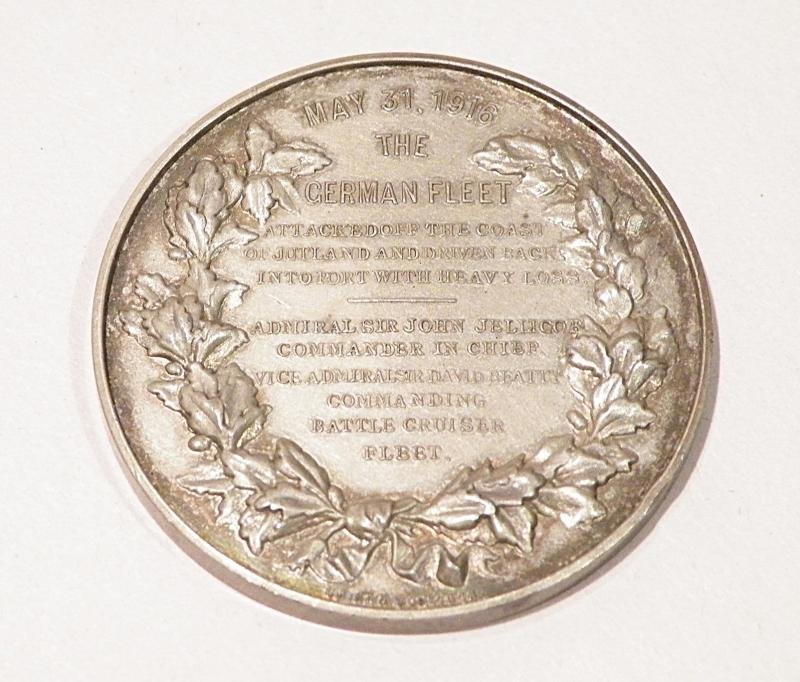 MAY 31, 1916
THE
GERMAN FLEET
ATTACKED OFF THE COAST
OF JUTLAND AND DRIVEN BACK
INTO PORT WITH HEAVY LOSS
ADMIRAL SIR JOHN JELLICOE
COMMANDER IN CHIEF
VICE ADMIRAL SIR DAVID BEATTY
COMMANDING
BATTLE CRUISER
FLEET.